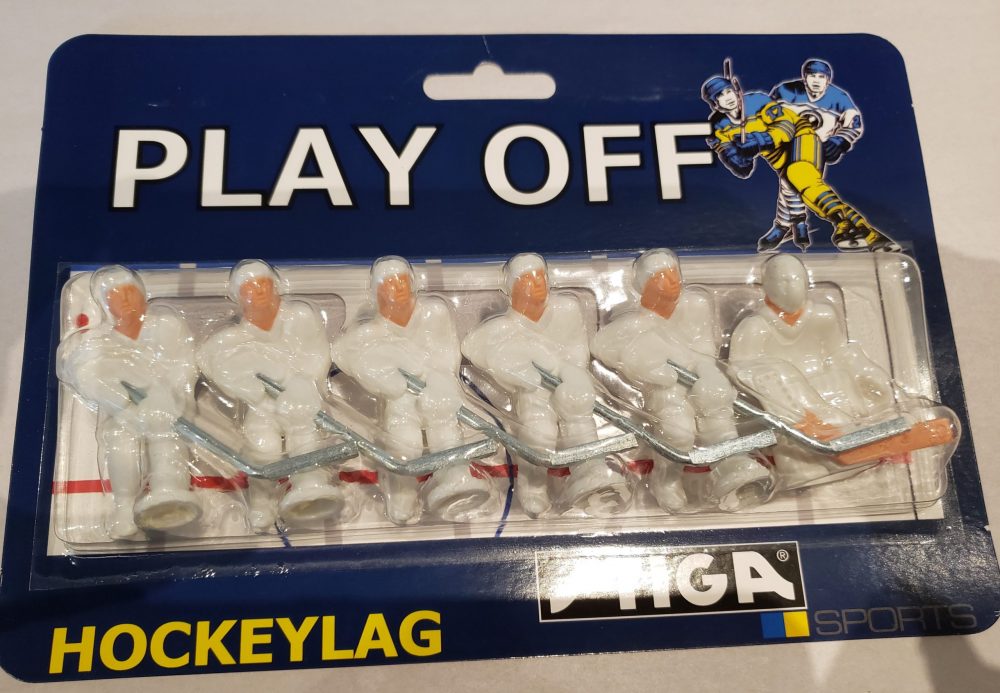 PLAY OFF
STIGA®
SPORTS
HOCKEYLAG